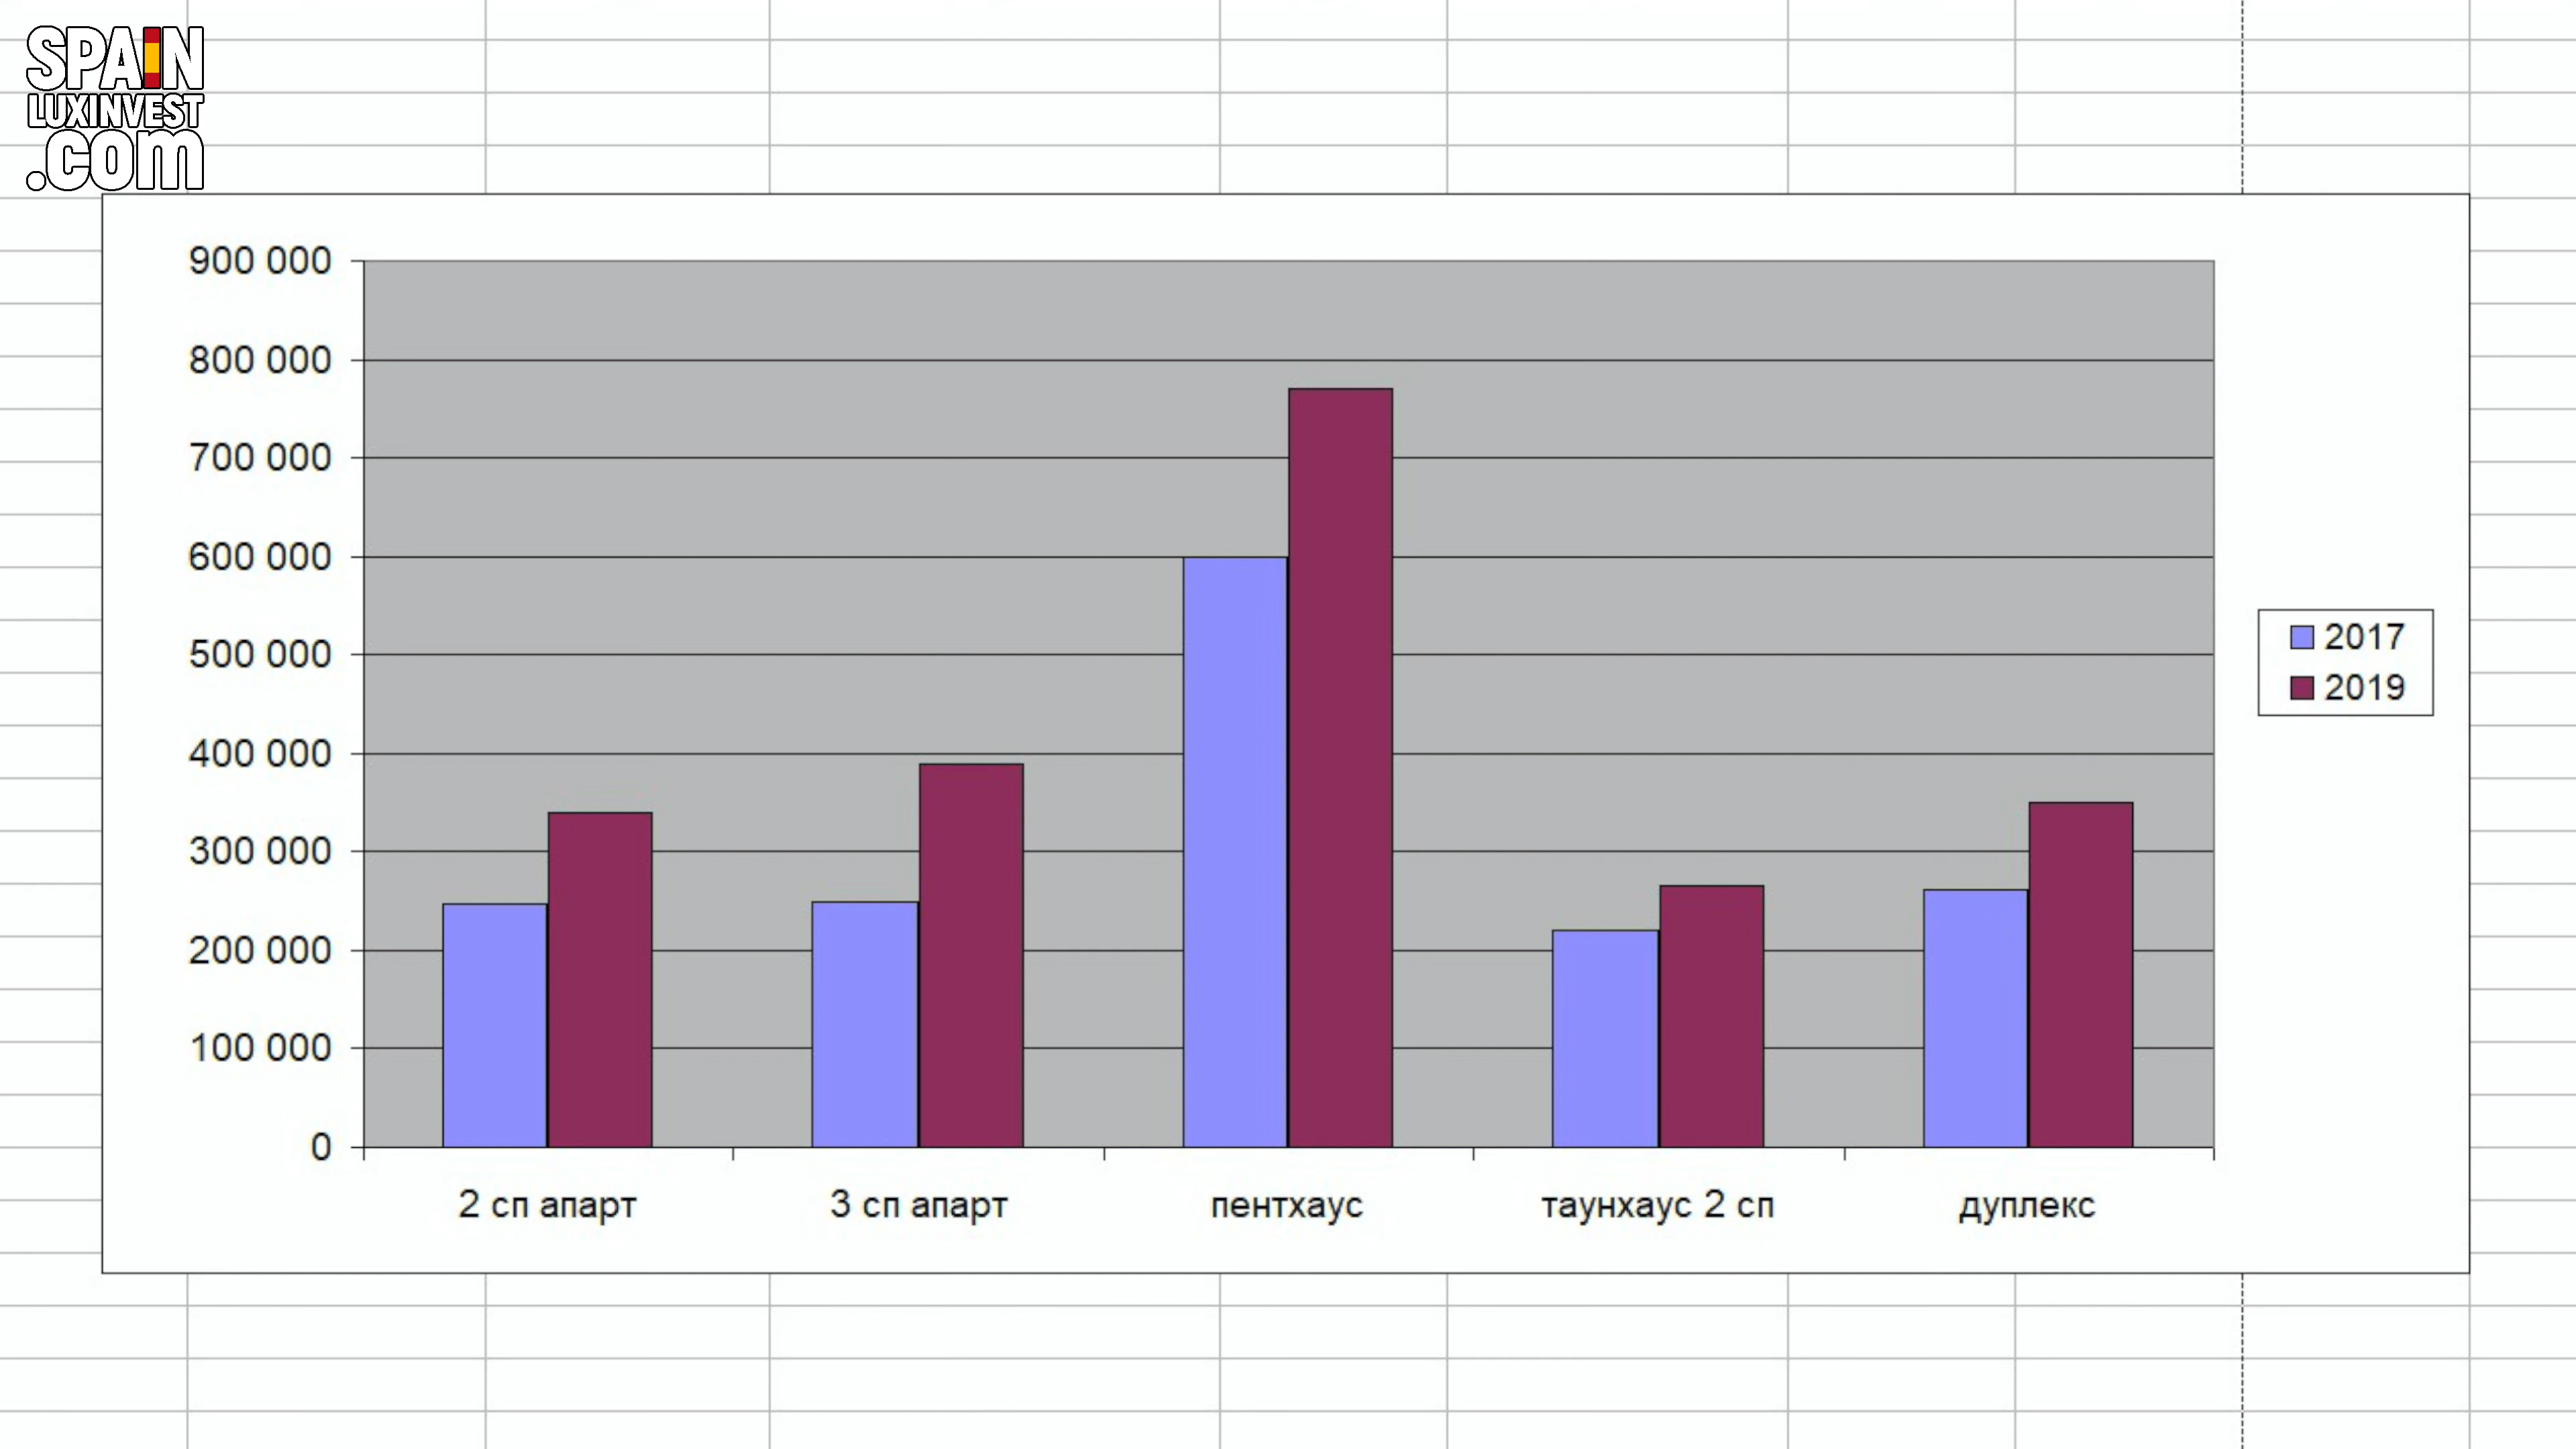 SPAIN
LUXINVEST
.com
900 000
800 000
700 000
600 000
500 000
400 000
300 000
200 000
100 000
0
2 сп апарт
3 сп апарт
пентхаус
таунхаус 2 сп
дуплекс
2017
2019